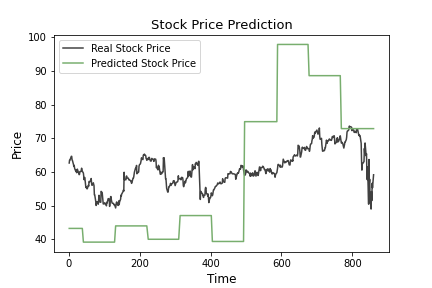 Stock Price Prediction
Real Stock Price
Predicted Stock Price
100
90
80
70
60
50
40
Price
0 200 400 600 800
Time